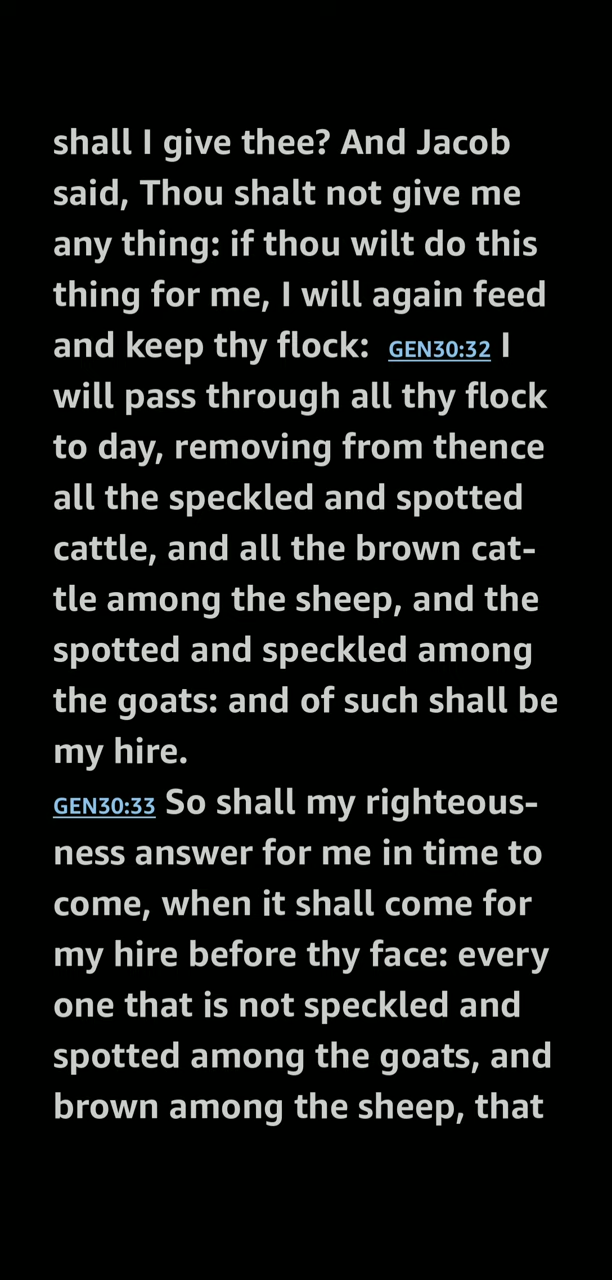 shall I give thee? And Jacob
said, Thou shalt not give me
any thing: if thou wilt do this
thing for me, I will again feed
and keep thy flock: GEN30:32 I
will pass through all thy flock
to day, removing from thence
all the speckled and spotted
cattle, and all the brown cat-
tle among the sheep, and the
spotted and speckled among
the goats: and of such shall be
my hire.
GEN30:33 So shall my righteous-
ness answer for me in time to
come, when it shall come for
my hire before thy face: every
one that is not speckled and
spotted among the goats, and
brown among the sheep, that